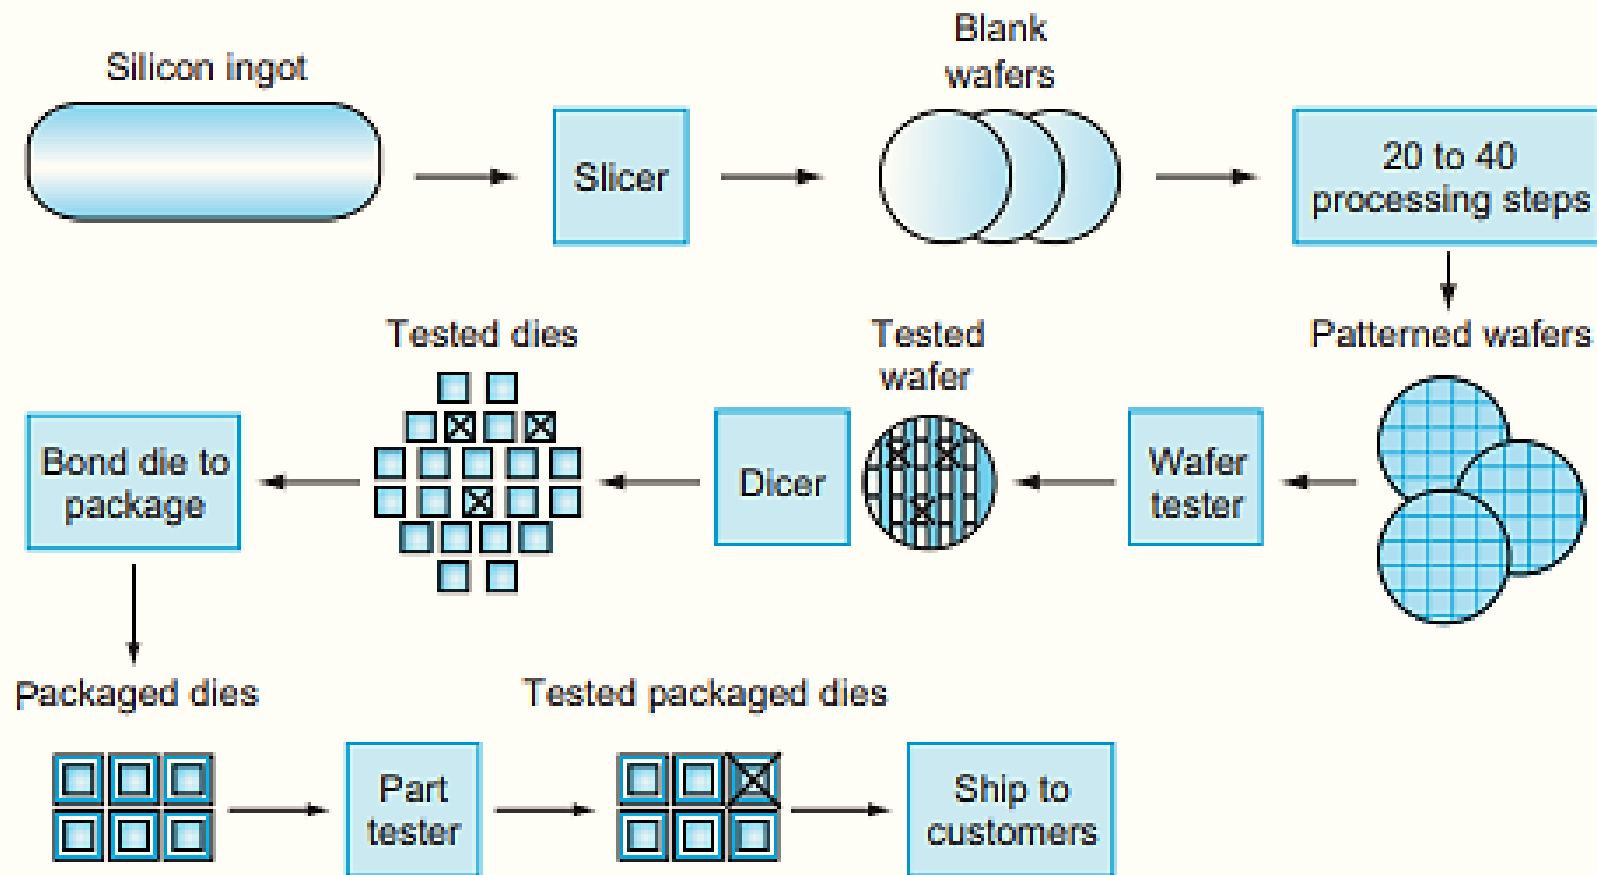 Silicon ingot
Slicer
Blank
wafers
20 to 40
processing steps
Tested dies
Tested
wafer
Patterned wafers
Bond die to
package
Dicer
Wafer
tester
Packaged dies
Tested packaged dies
Part
tester
Ship to
customers